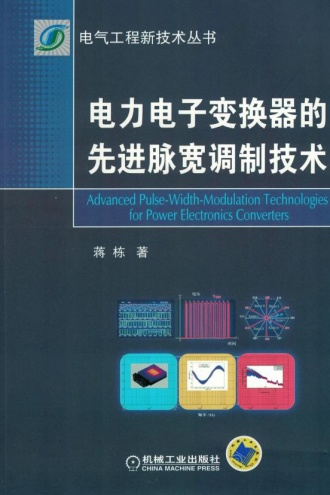 电气工程新技术丛书
电力电子变换器的
先进脉宽调制技术
Advanced Pulse-Width-Modulation Technologies
for Power Electronics Converters
蒋 栋 著
机械工业出版社
CHINA MACHINE PRESS